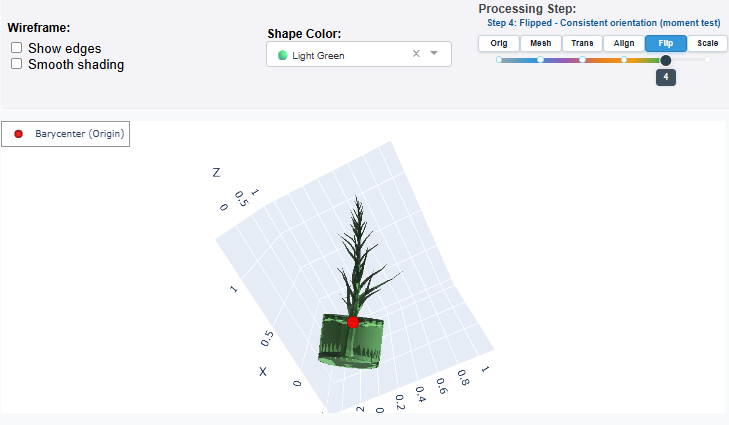 Processing Step:
Step 4: Flipped - Consistent orientation (moment test)
Wireframe:
Show edges
Smooth shading
Shape Color:
Light Green
×
Orig
Mesh
Trans
Align
Flip
Scale
4
Barycenter (Origin)
Z
0
0.5
1
1
0.5
X
0
2
0
0.2
0.4
0.6
0.8
1